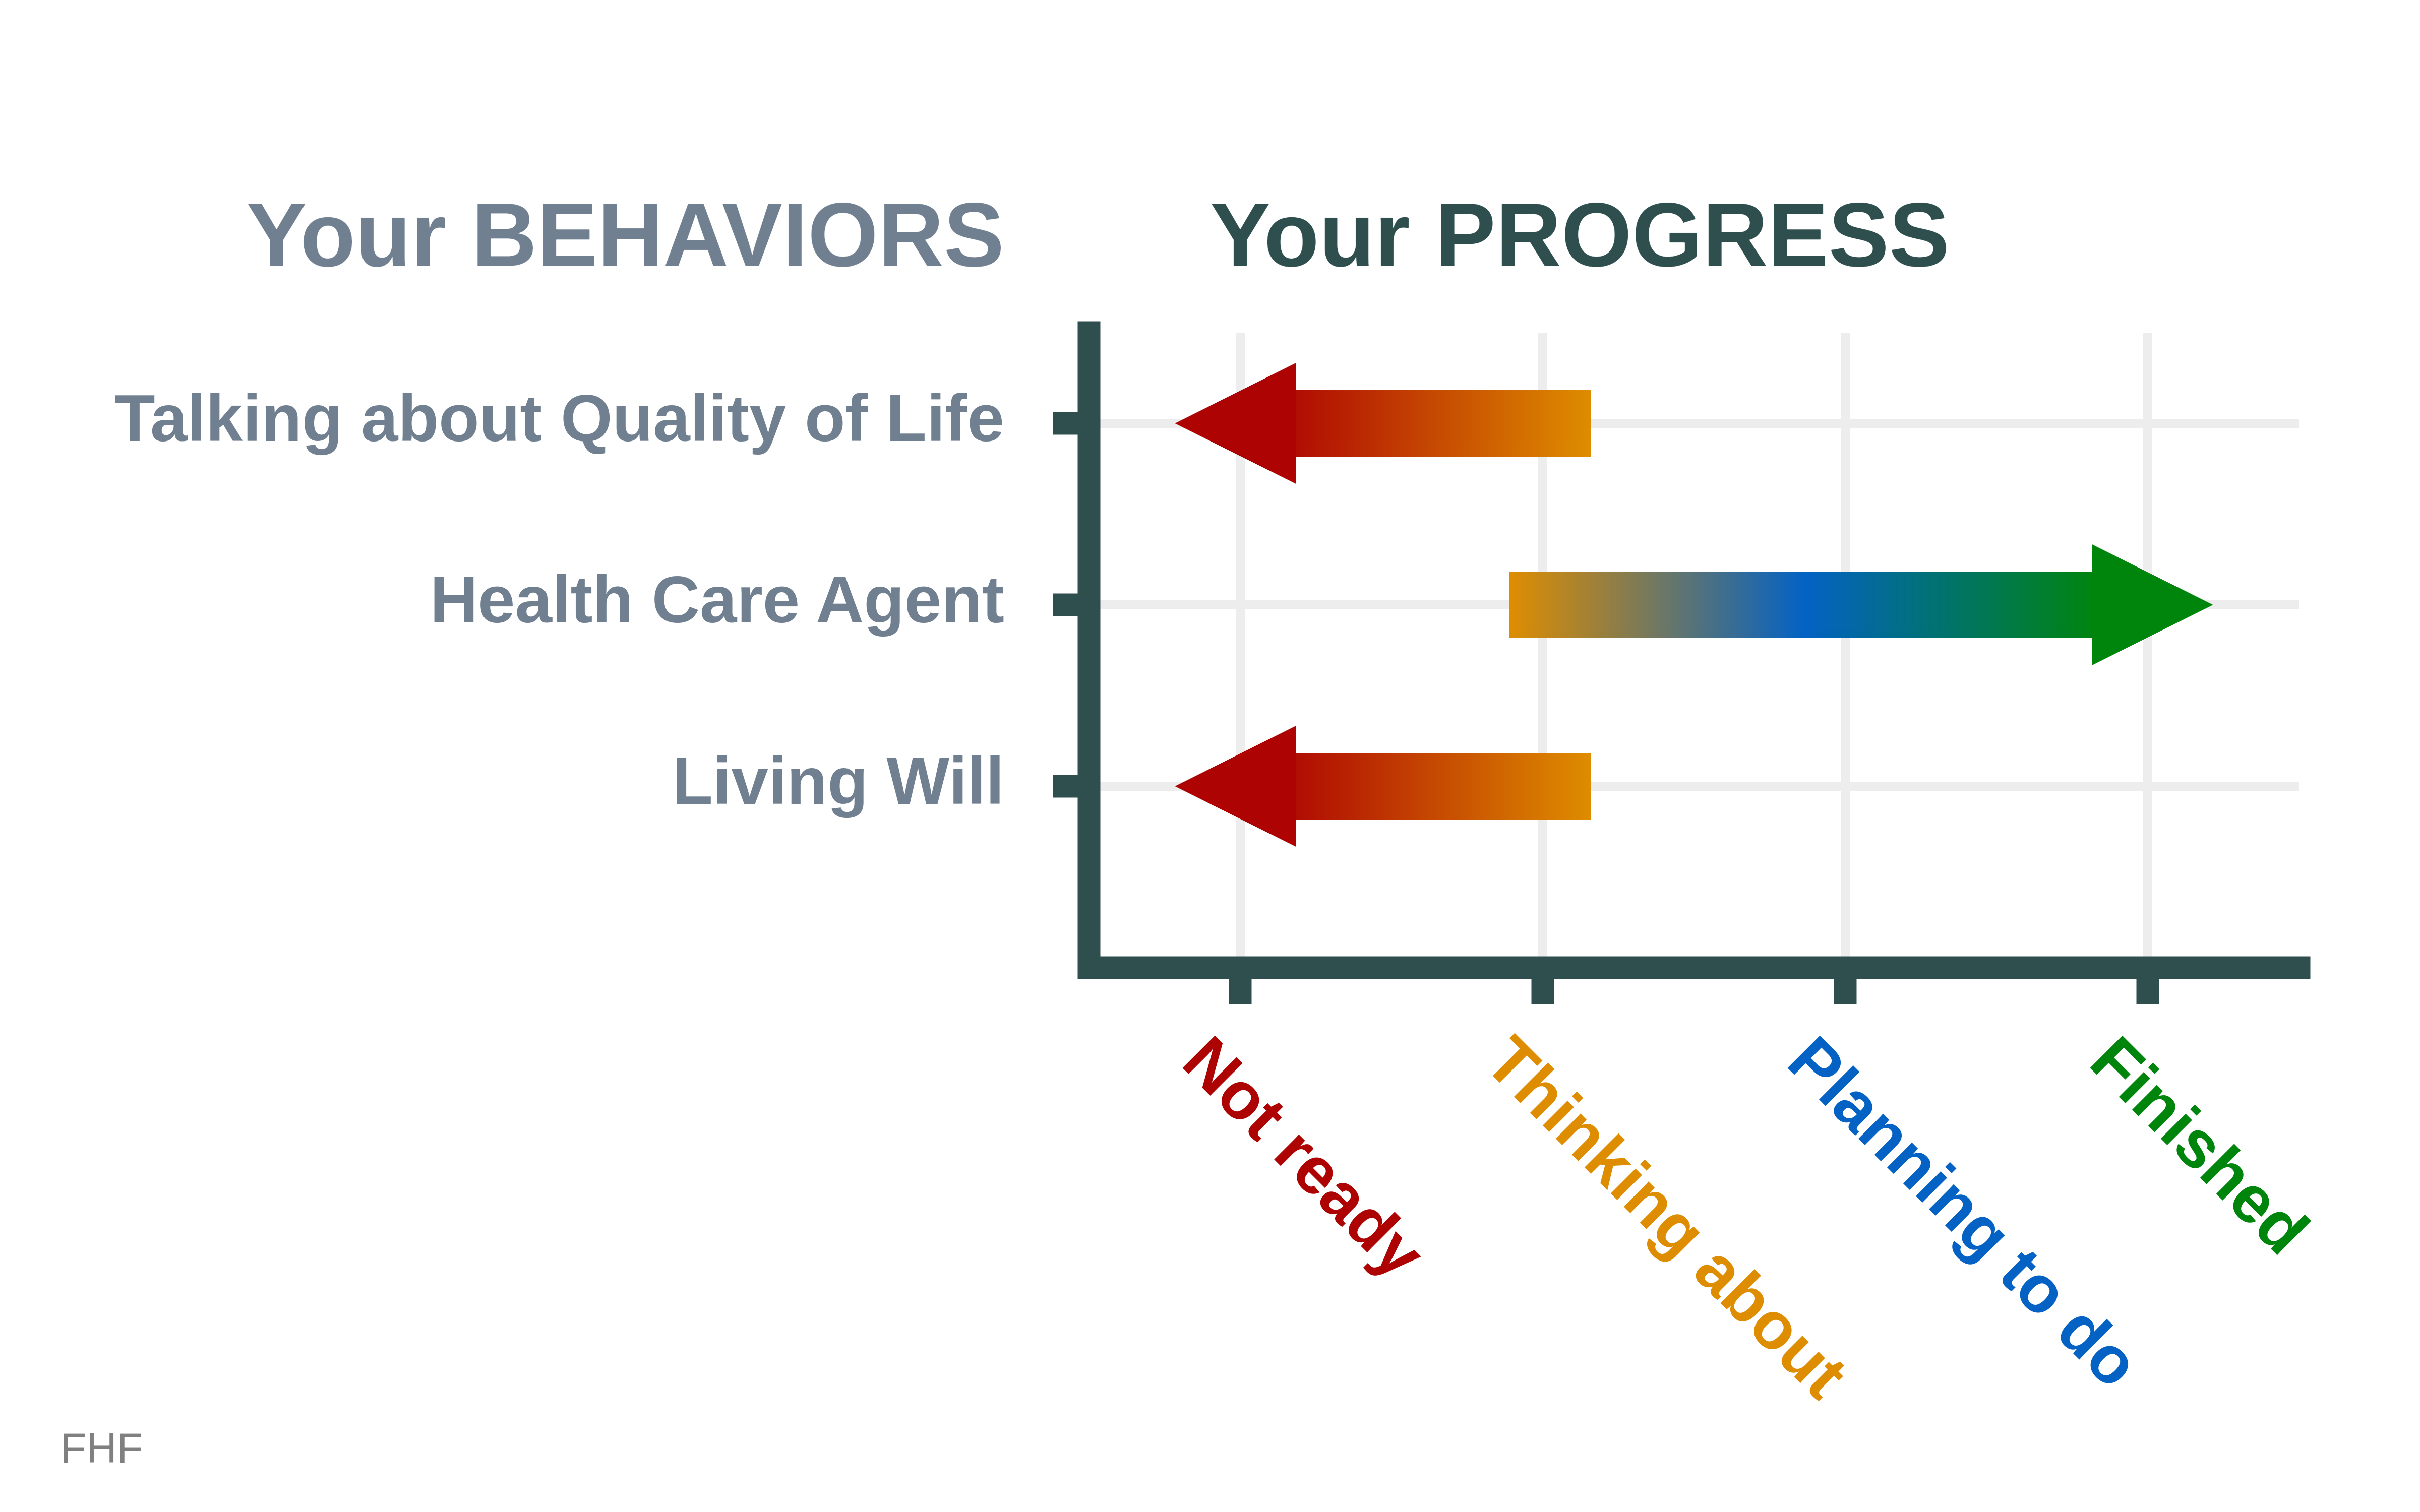 Your BEHAVIORS
Your PROGRESS
Talking about Quality of Life
Health Care Agent
Living Will
Not ready
Thinking about
Planning to do
Finished
FHF